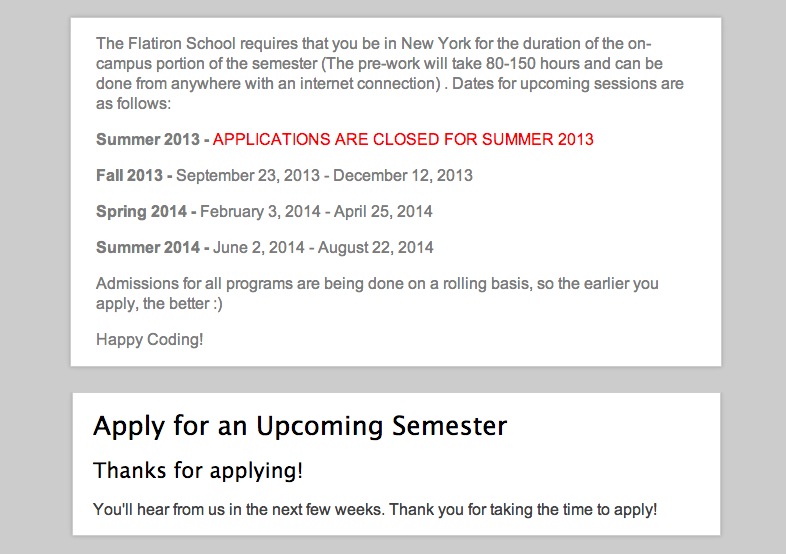 The Flatiron School requires that you be in New York for the duration of the on-
campus portion of the semester (The pre-work will take 80-150 hours and can be
done from anywhere with an internet connection) . Dates for upcoming sessions are
as follows:
Summer 2013 - APPLICATIONS ARE CLOSED FOR SUMMER 2013
Fall 2013 - September 23, 2013 - December 12, 2013
Spring 2014 - February 3, 2014 - April 25, 2014
Summer 2014 - June 2, 2014 - August 22, 2014
Admissions for all programs are being done on a rolling basis, so the earlier you
apply, the better :)
Happy Coding!
Apply for an Upcoming Semester
Thanks for applying!
You'll hear from us in the next few weeks. Thank you for taking the time to apply!